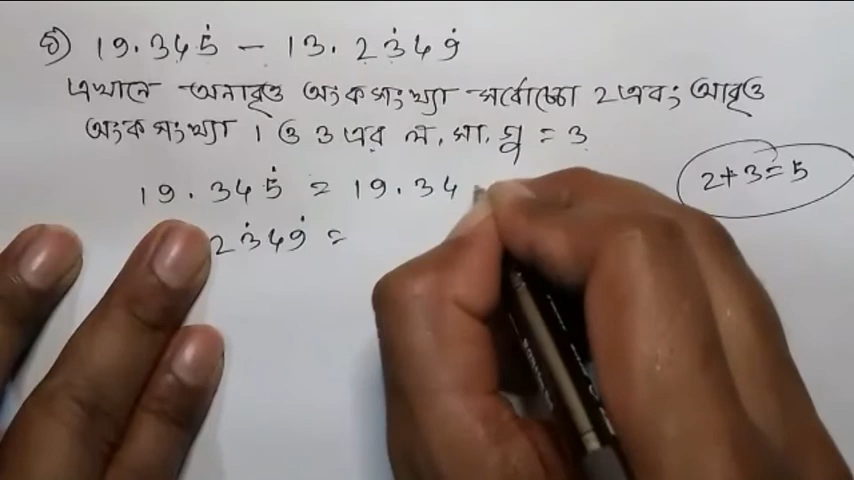 ঘ) 19.345̇ – 13.23̇49̇
এখানে অনাবৃত্ত অংক সংখ্যা সর্বোচ্চো 2 এবং আবৃত্ত
অংক সংখ্যা 1 ও 3 এর ল.সা.গু = 3
2+3=5
19.345̇ = 19.34
23̇49̇ =